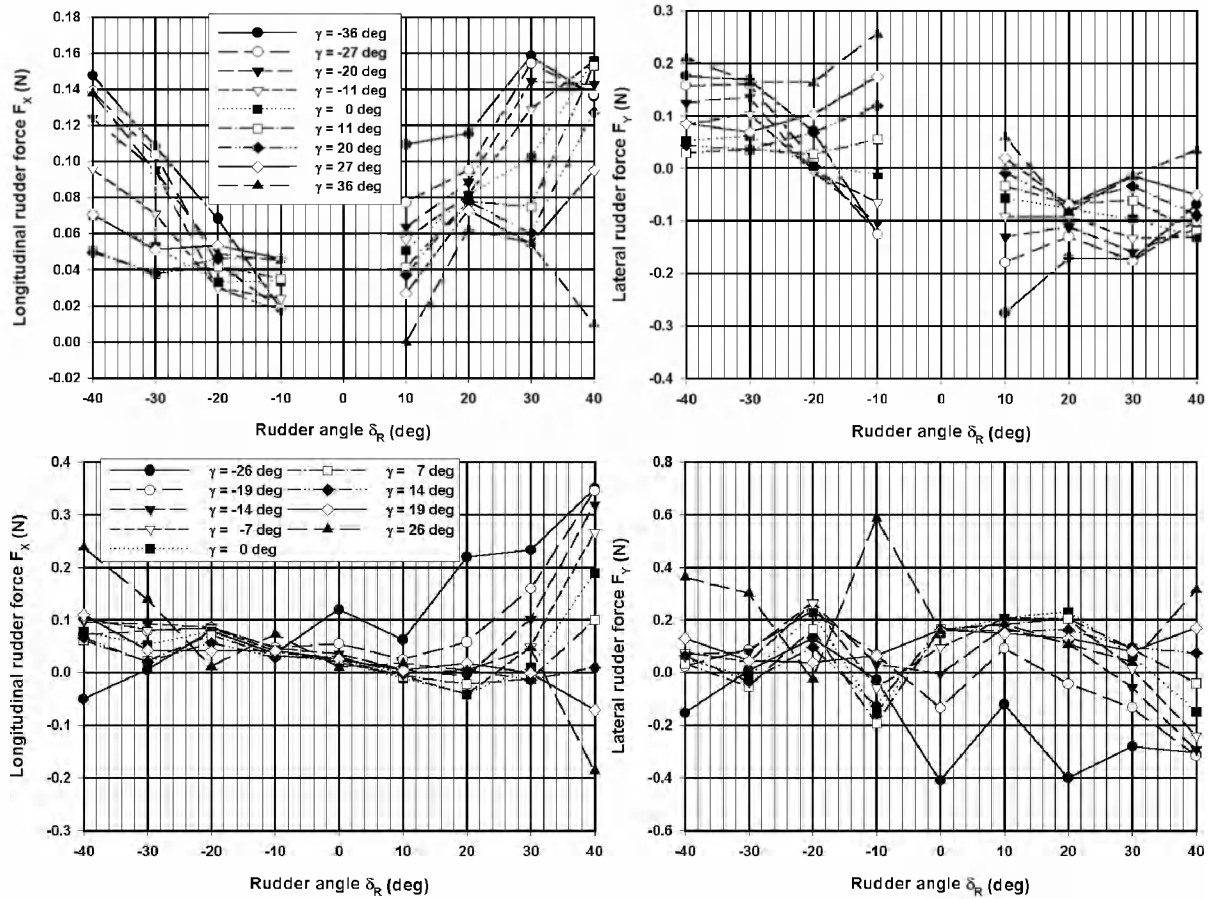 Longitudinal rudder force F_X (N)
0.18
0.16
0.14
0.12
0.10
0.08
0.06
0.04
0.02
0.00
-0.02
γ = -36 deg
γ = -27 deg
γ = -20 deg
γ = -11 deg
γ = 0 deg
γ = 11 deg
γ = 20 deg
γ = 27 deg
γ = 36 deg
-40 -30 -20 -10 0 10 20 30 40
Rudder angle δ_R (deg)
Lateral rudder force F_Y (N)
0.3
0.2
0.1
0.0
-0.1
-0.2
-0.3
-0.4
-40 -30 -20 -10 0 10 20 30 40
Rudder angle δ_R (deg)
Longitudinal rudder force F_X (N)
0.4
0.3
0.2
0.1
0.0
-0.1
-0.2
-0.3
γ = -26 deg
γ = -19 deg
γ = -14 deg
γ = -7 deg
γ = 0 deg
γ = 7 deg
γ = 14 deg
γ = 19 deg
γ = 26 deg
-40 -30 -20 -10 0 10 20 30 40
Rudder angle δ_R (deg)
Lateral rudder force F_Y (N)
0.8
0.6
0.4
0.2
0.0
-0.2
-0.4
-0.6
-40 -30 -20 -10 0 10 20 30 40
Rudder angle δ_R (deg)